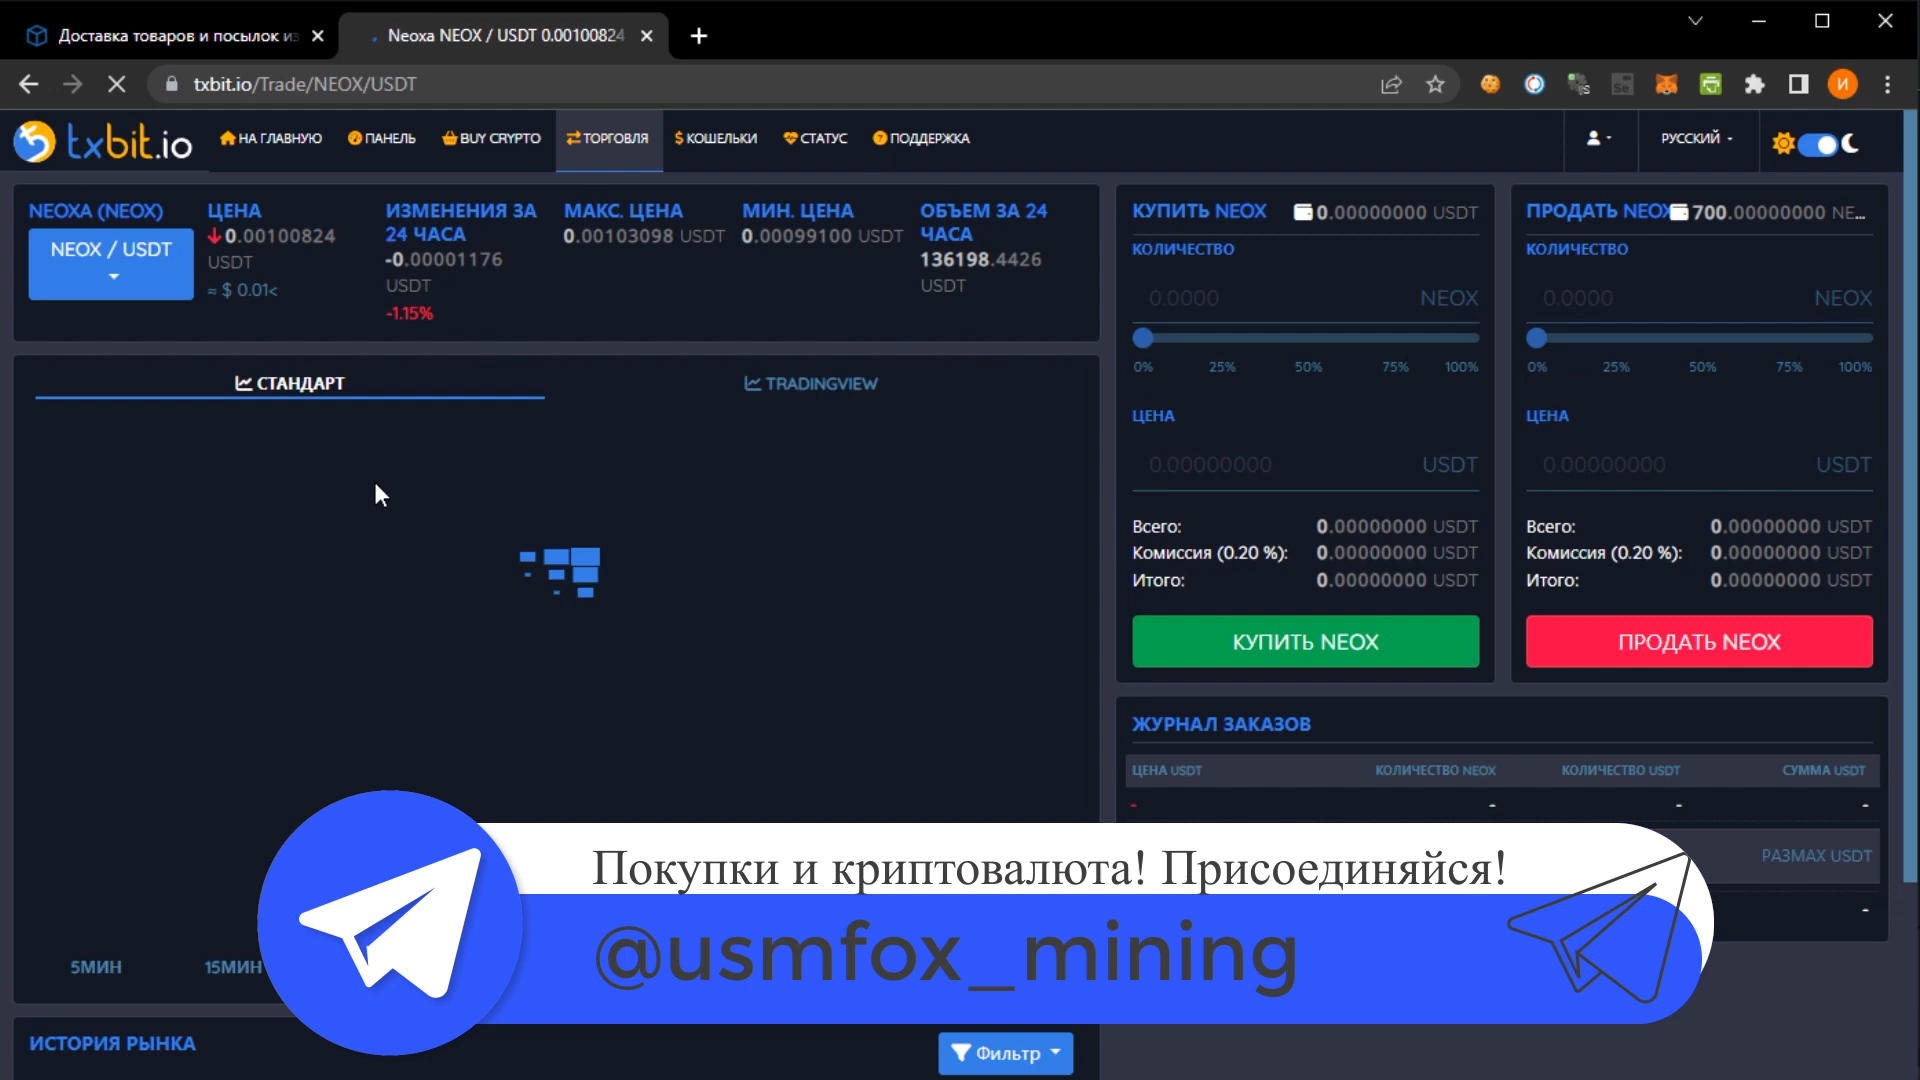 Доставка товаров и посылок из
Neoxa NEOX / USDT 0.00100824
txbit.io/Trade/NEOX/USDT
И
txbit.io
НА ГЛАВНУЮ
ПАНЕЛЬ
BUY CRYPTO
ТОРГОВЛЯ
КОШЕЛЬКИ
СТАТУС
ПОДДЕРЖКА
РУССКИЙ
NEOXA (NEOX)
NEOX / USDT
ЦЕНА
0.00100824
USDT
≈ $ 0.01<
ИЗМЕНЕНИЯ ЗА
24 ЧАСА
-0.00001176
USDT
-1.15%
МАКС. ЦЕНА
0.00103098 USDT
МИН. ЦЕНА
0.00099100 USDT
ОБЪЕМ ЗА 24
ЧАСА
136198.4426
USDT
СТАНДАРТ
TRADINGVIEW
5МИН
15МИН
ИСТОРИЯ РЫНКА
Фильтр
КУПИТЬ NEOX
0.00000000 USDT
КОЛИЧЕСТВО
0.0000 NEOX
0% 25% 50% 75% 100%
ЦЕНА
0.00000000 USDT
Всего: 0.00000000 USDT
Комиссия (0.20 %): 0.00000000 USDT
Итого: 0.00000000 USDT
КУПИТЬ NEOX
ПРОДАТЬ NEOX
700.00000000 NE...
КОЛИЧЕСТВО
0.0000 NEOX
0% 25% 50% 75% 100%
ЦЕНА
0.00000000 USDT
Всего: 0.00000000 USDT
Комиссия (0.20 %): 0.00000000 USDT
Итого: 0.00000000 USDT
ПРОДАТЬ NEOX
ЖУРНАЛ ЗАКАЗОВ
ЦЕНА USDT КОЛИЧЕСТВО NEOX КОЛИЧЕСТВО USDT СУММА USDT
- - - -
РАЗМАХ USDT
-
Покупки и криптовалюта! Присоединяйся!
@usmfox_mining